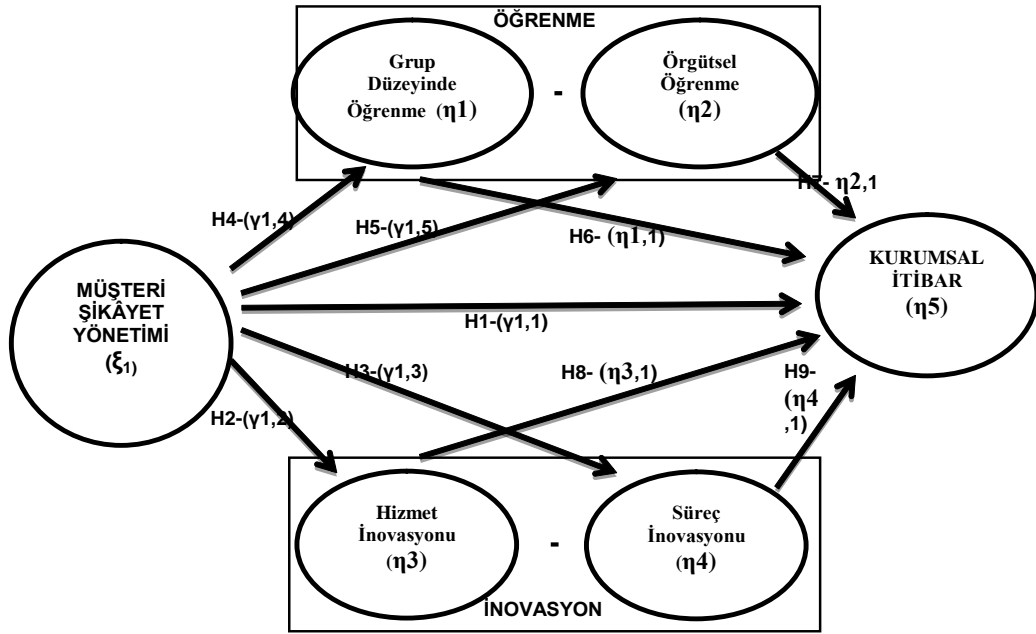 ÖĞRENME
Grup
Düzeyinde
Öğrenme (η1)
-
Örgütsel
Öğrenme
(η2)
H4-(γ1,4)
H5-(γ1,5)
H6- (η1,1)
H7- η2,1
MÜŞTERİ
ŞİKÂYET
YÖNETİMİ
(ξ1)
H1-(γ1,1)
KURUMSAL
İTİBAR
(η5)
H3-(γ1,3)
H8- (η3,1)
H9-
(η4
,1)
H2-(γ1,2)
Hizmet
İnovasyonu
(η3)
-
Süreç
İnovasyonu
(η4)
İNOVASYON